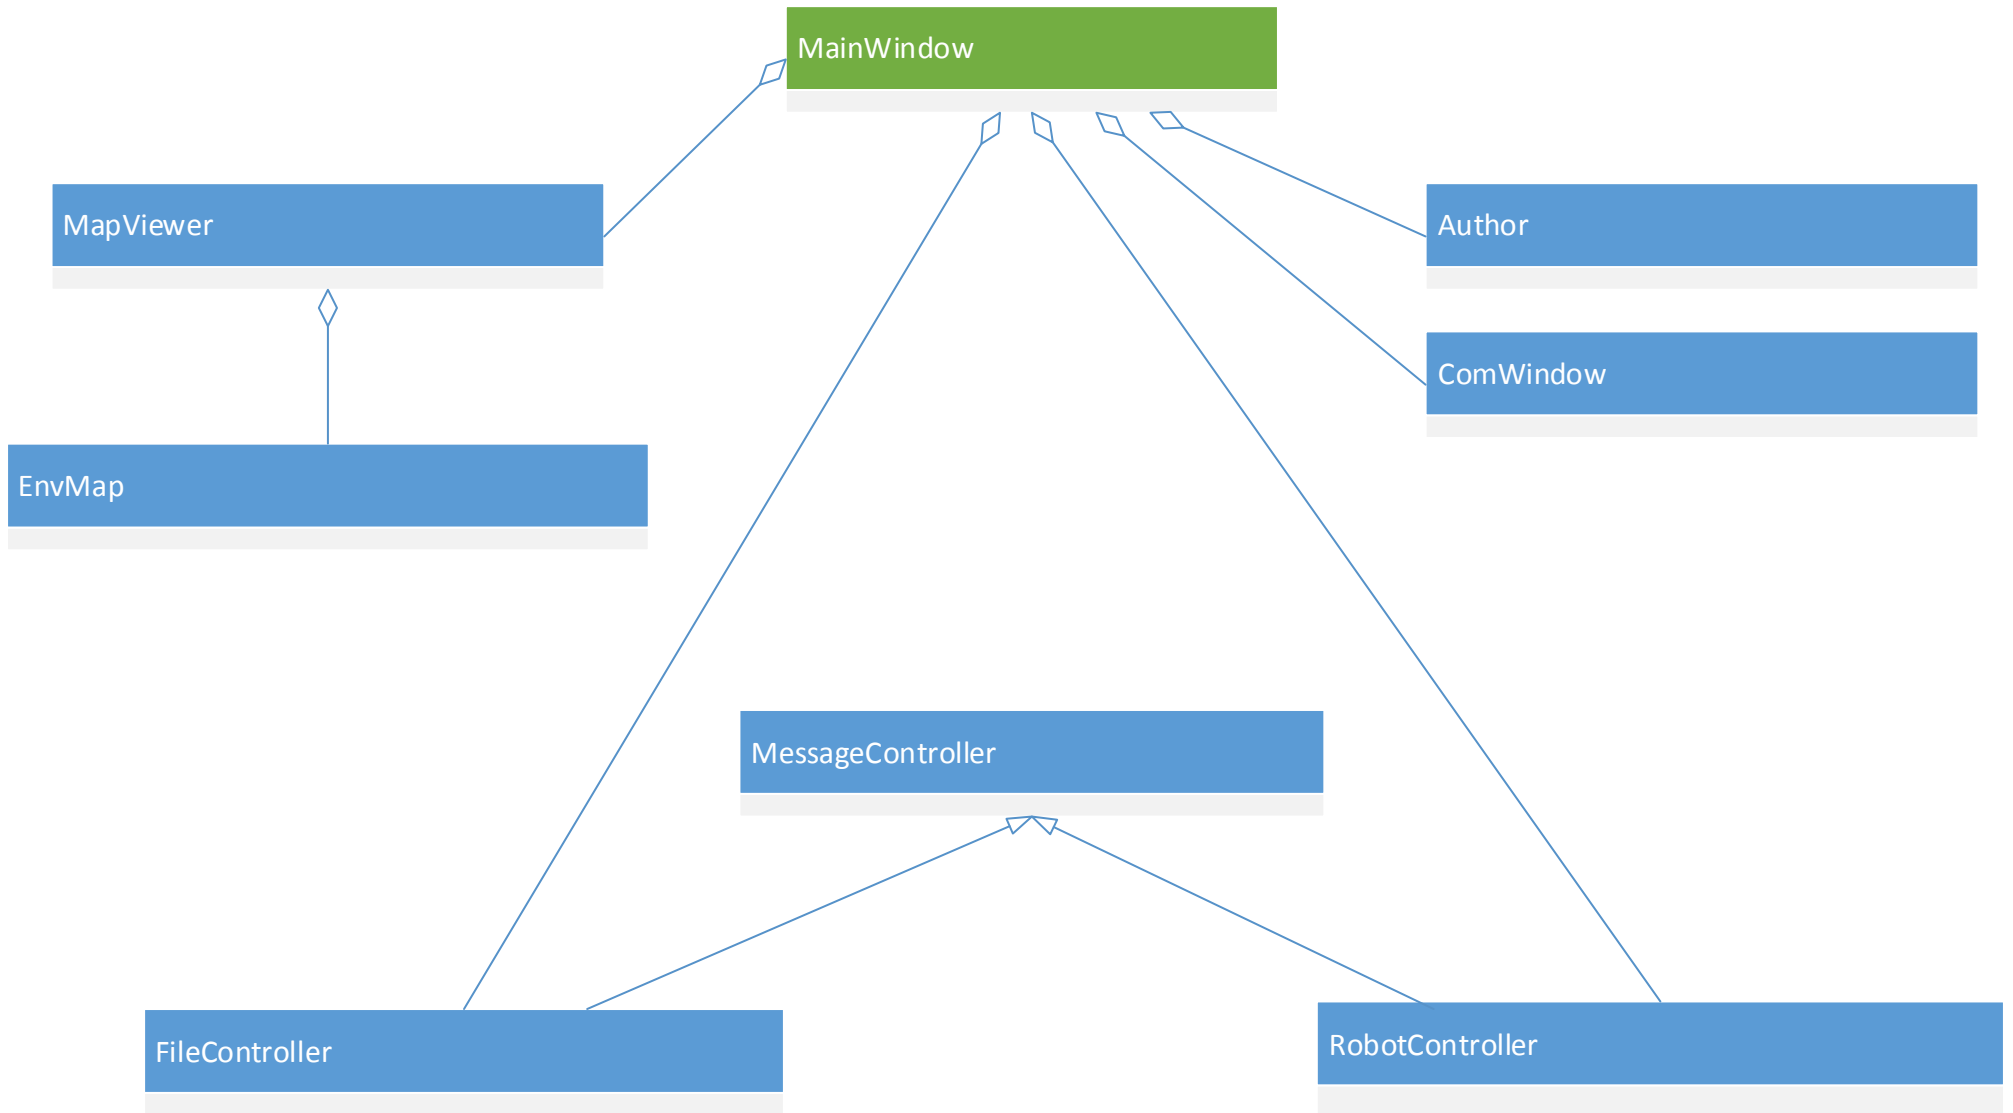 MainWindow
MapViewer
Author
ComWindow
EnvMap
MessageController
FileController
RobotController